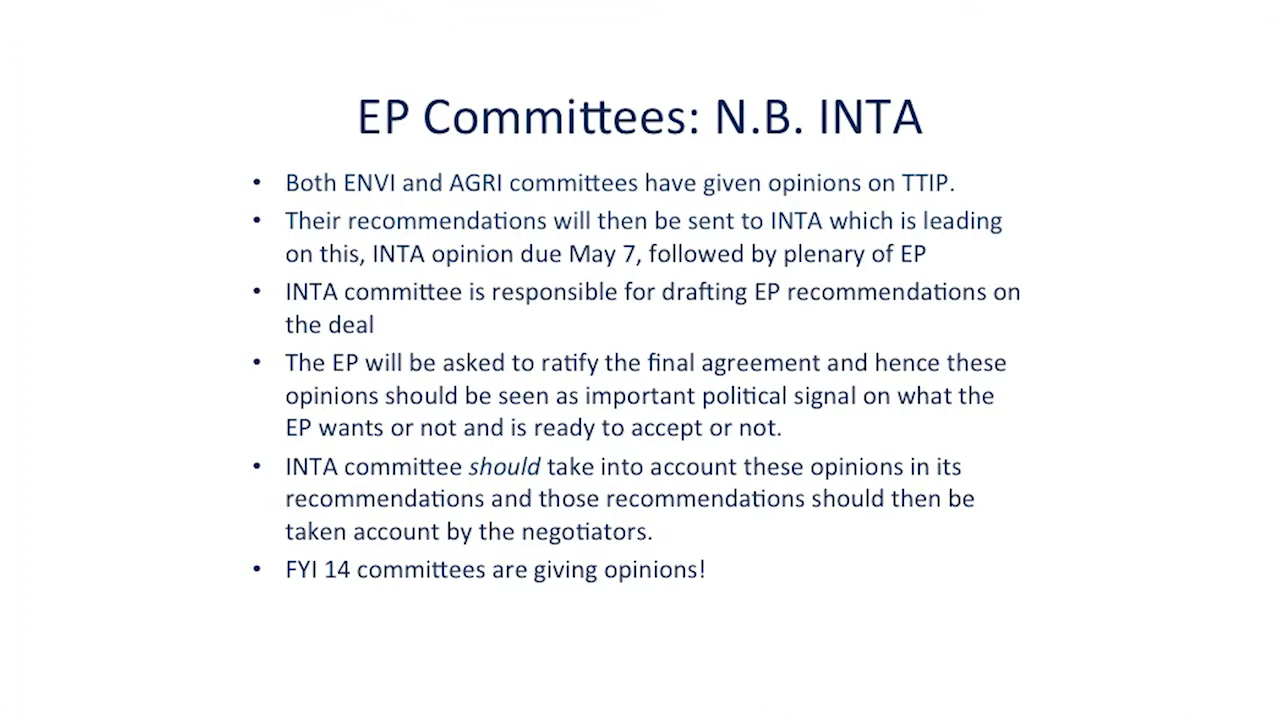 EP Committees: N.B. INTA
• Both ENVI and AGRI committees have given opinions on TTIP.
• Their recommendations will then be sent to INTA which is leading
on this, INTA opinion due May 7, followed by plenary of EP
• INTA committee is responsible for drafting EP recommendations on
the deal
• The EP will be asked to ratify the final agreement and hence these
opinions should be seen as important political signal on what the
EP wants or not and is ready to accept or not.
• INTA committee should take into account these opinions in its
recommendations and those recommendations should then be
taken account by the negotiators.
• FYI 14 committees are giving opinions!